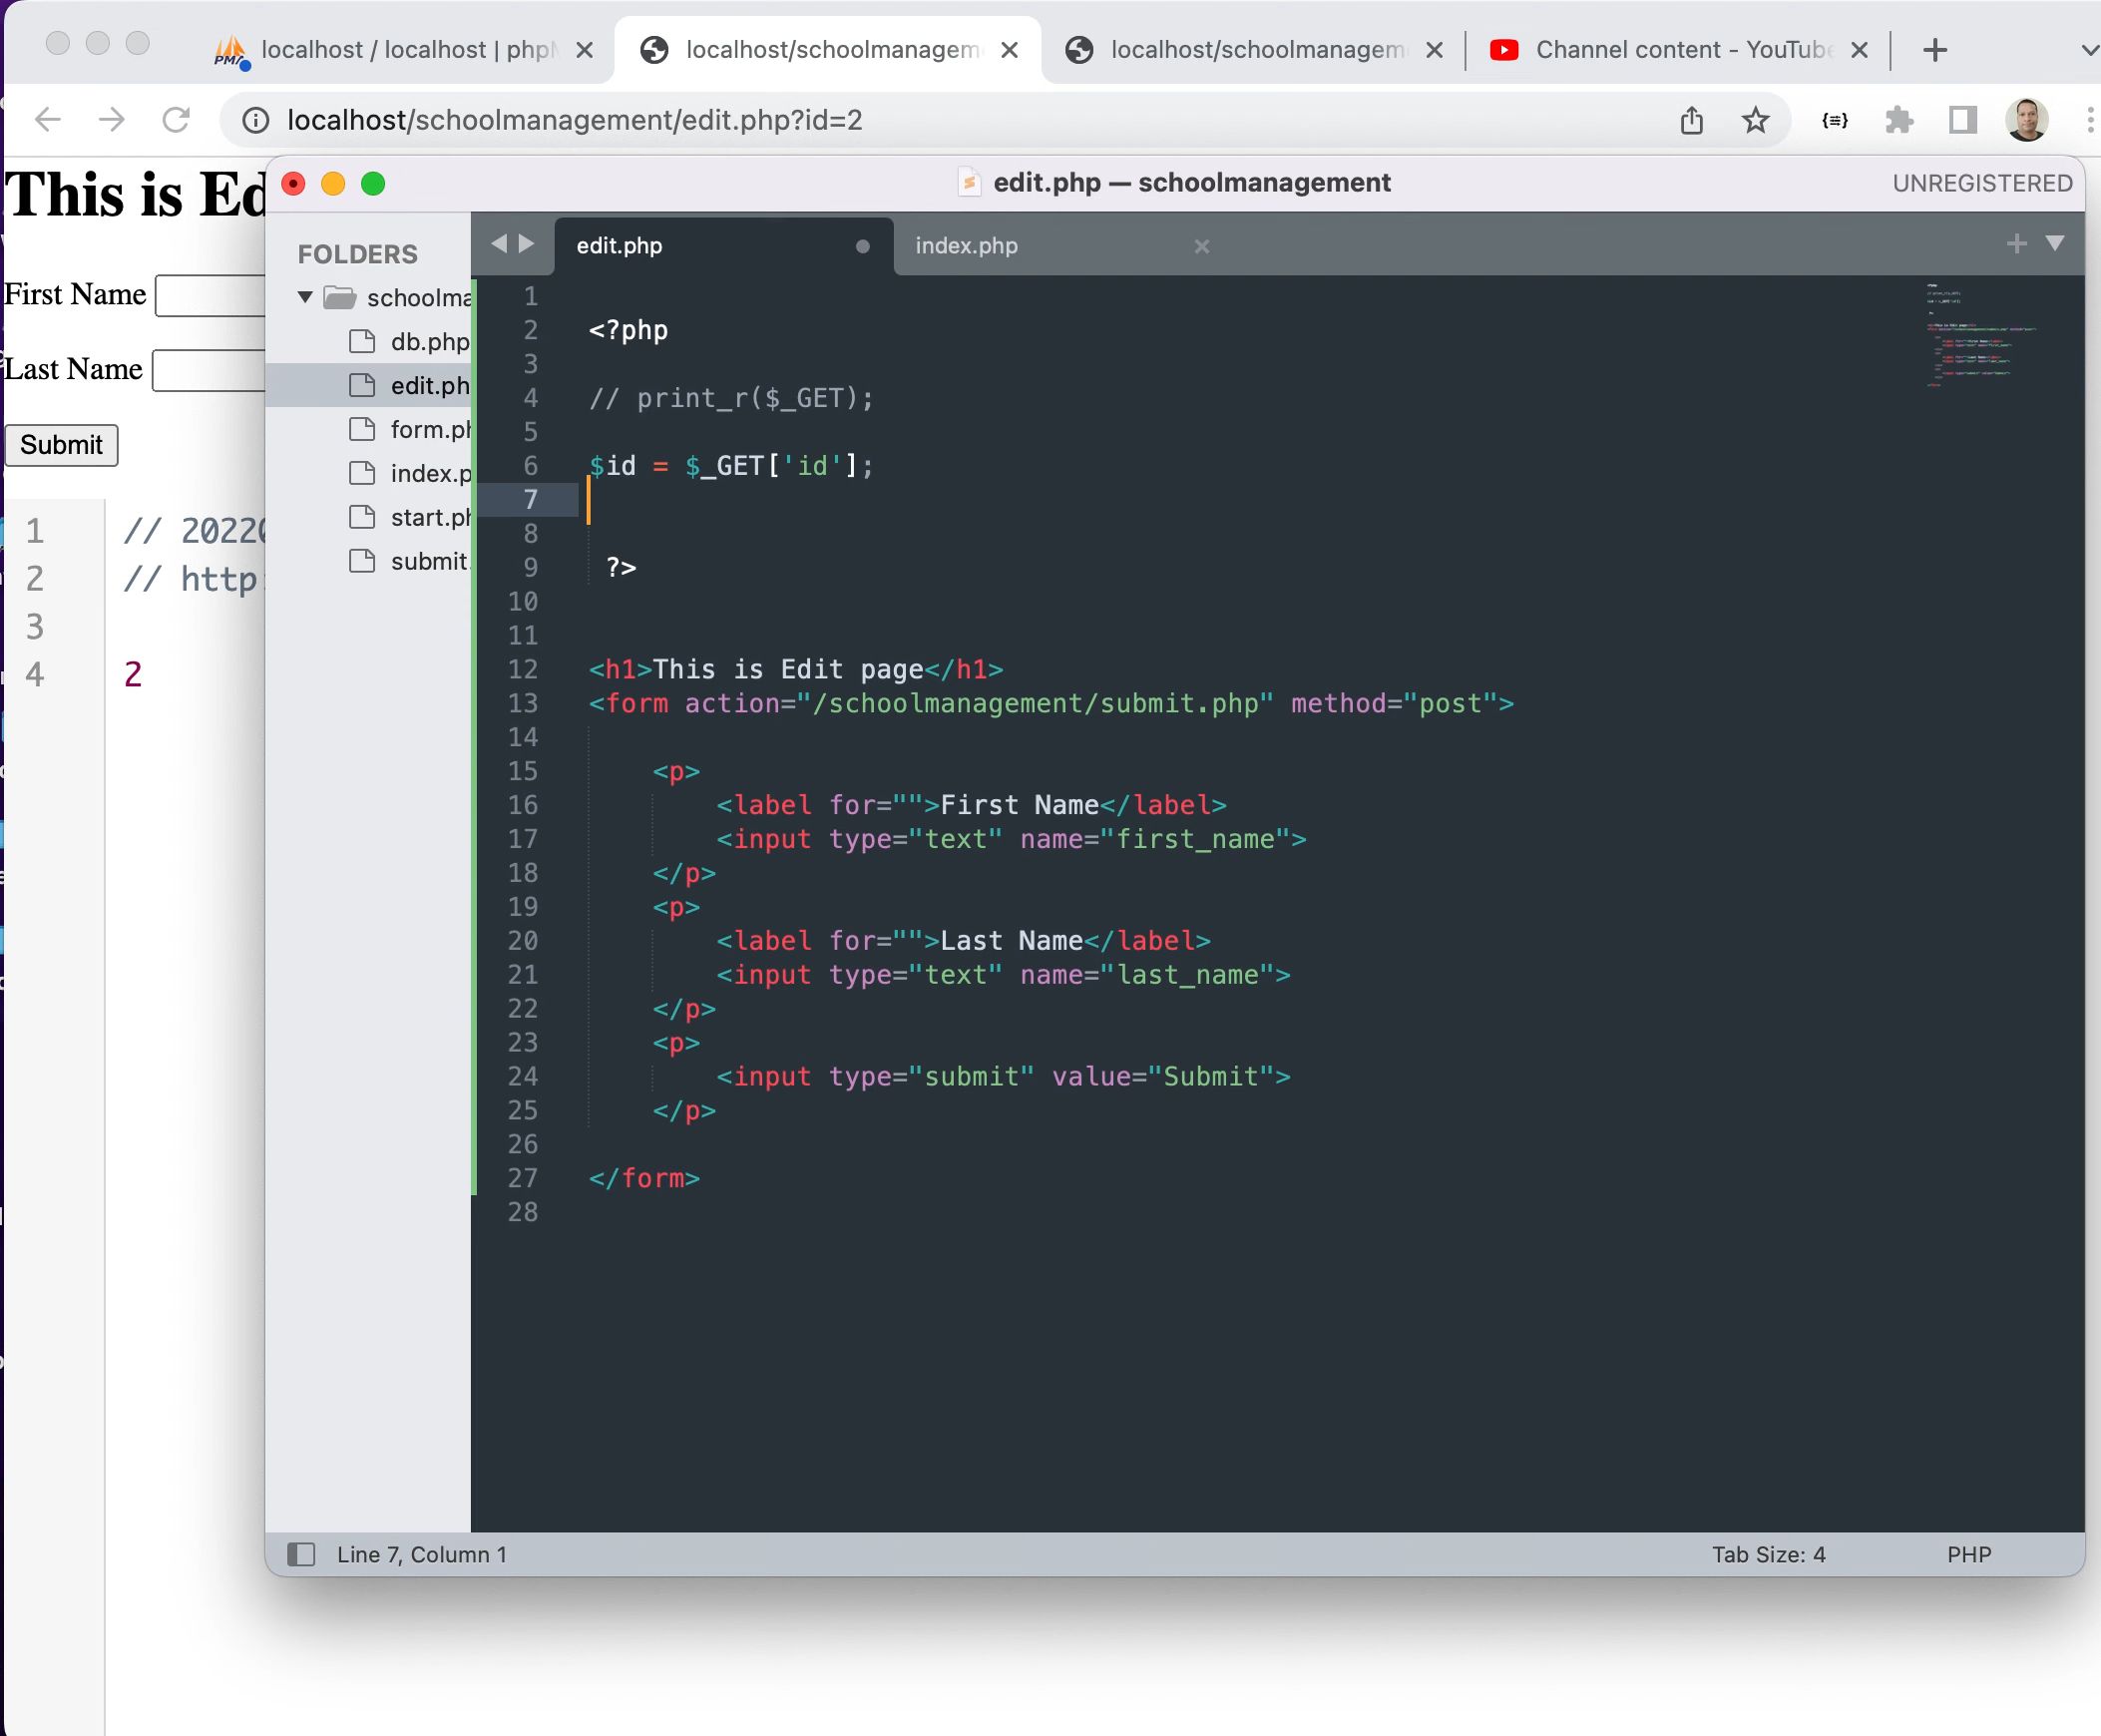 localhost / localhost | php
localhost/schoolmanagem
localhost/schoolmanagem
Channel content - YouTube
localhost/schoolmanagement/edit.php?id=2
This is Ed
First Name
Last Name
Submit
1 // 2022
2 // http
3
4 2
edit.php — schoolmanagement
UNREGISTERED
FOLDERS
schoolma
db.php
edit.ph
form.ph
index.p
start.ph
submit.
edit.php
index.php
1
2 <?php
3
4 // print_r($_GET);
5
6 $id = $_GET['id'];
7
8
9 ?>
10
11
12 <h1>This is Edit page</h1>
13 <form action="/schoolmanagement/submit.php" method="post">
14
15 <p>
16 <label for="">First Name</label>
17 <input type="text" name="first_name">
18 </p>
19 <p>
20 <label for="">Last Name</label>
21 <input type="text" name="last_name">
22 </p>
23 <p>
24 <input type="submit" value="Submit">
25 </p>
26
27 </form>
28
Line 7, Column 1
Tab Size: 4
PHP